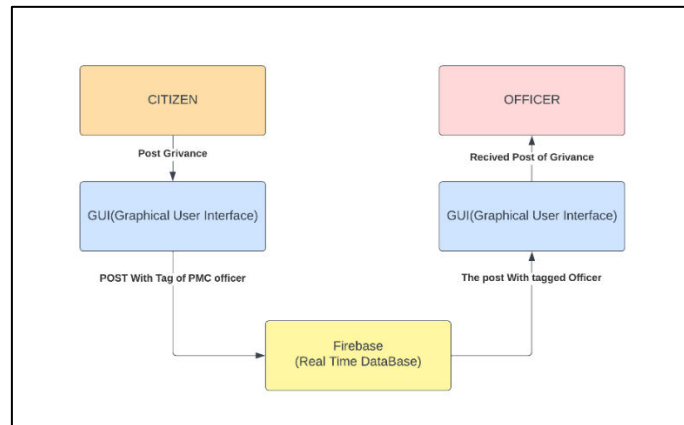 CITIZEN
OFFICER
Post Grivance
Recived Post of Grivance
GUI(Graphical User Interface)
GUI(Graphical User Interface)
POST With Tag of PMC officer
The post With tagged Officer
Firebase
(Real Time DataBase)